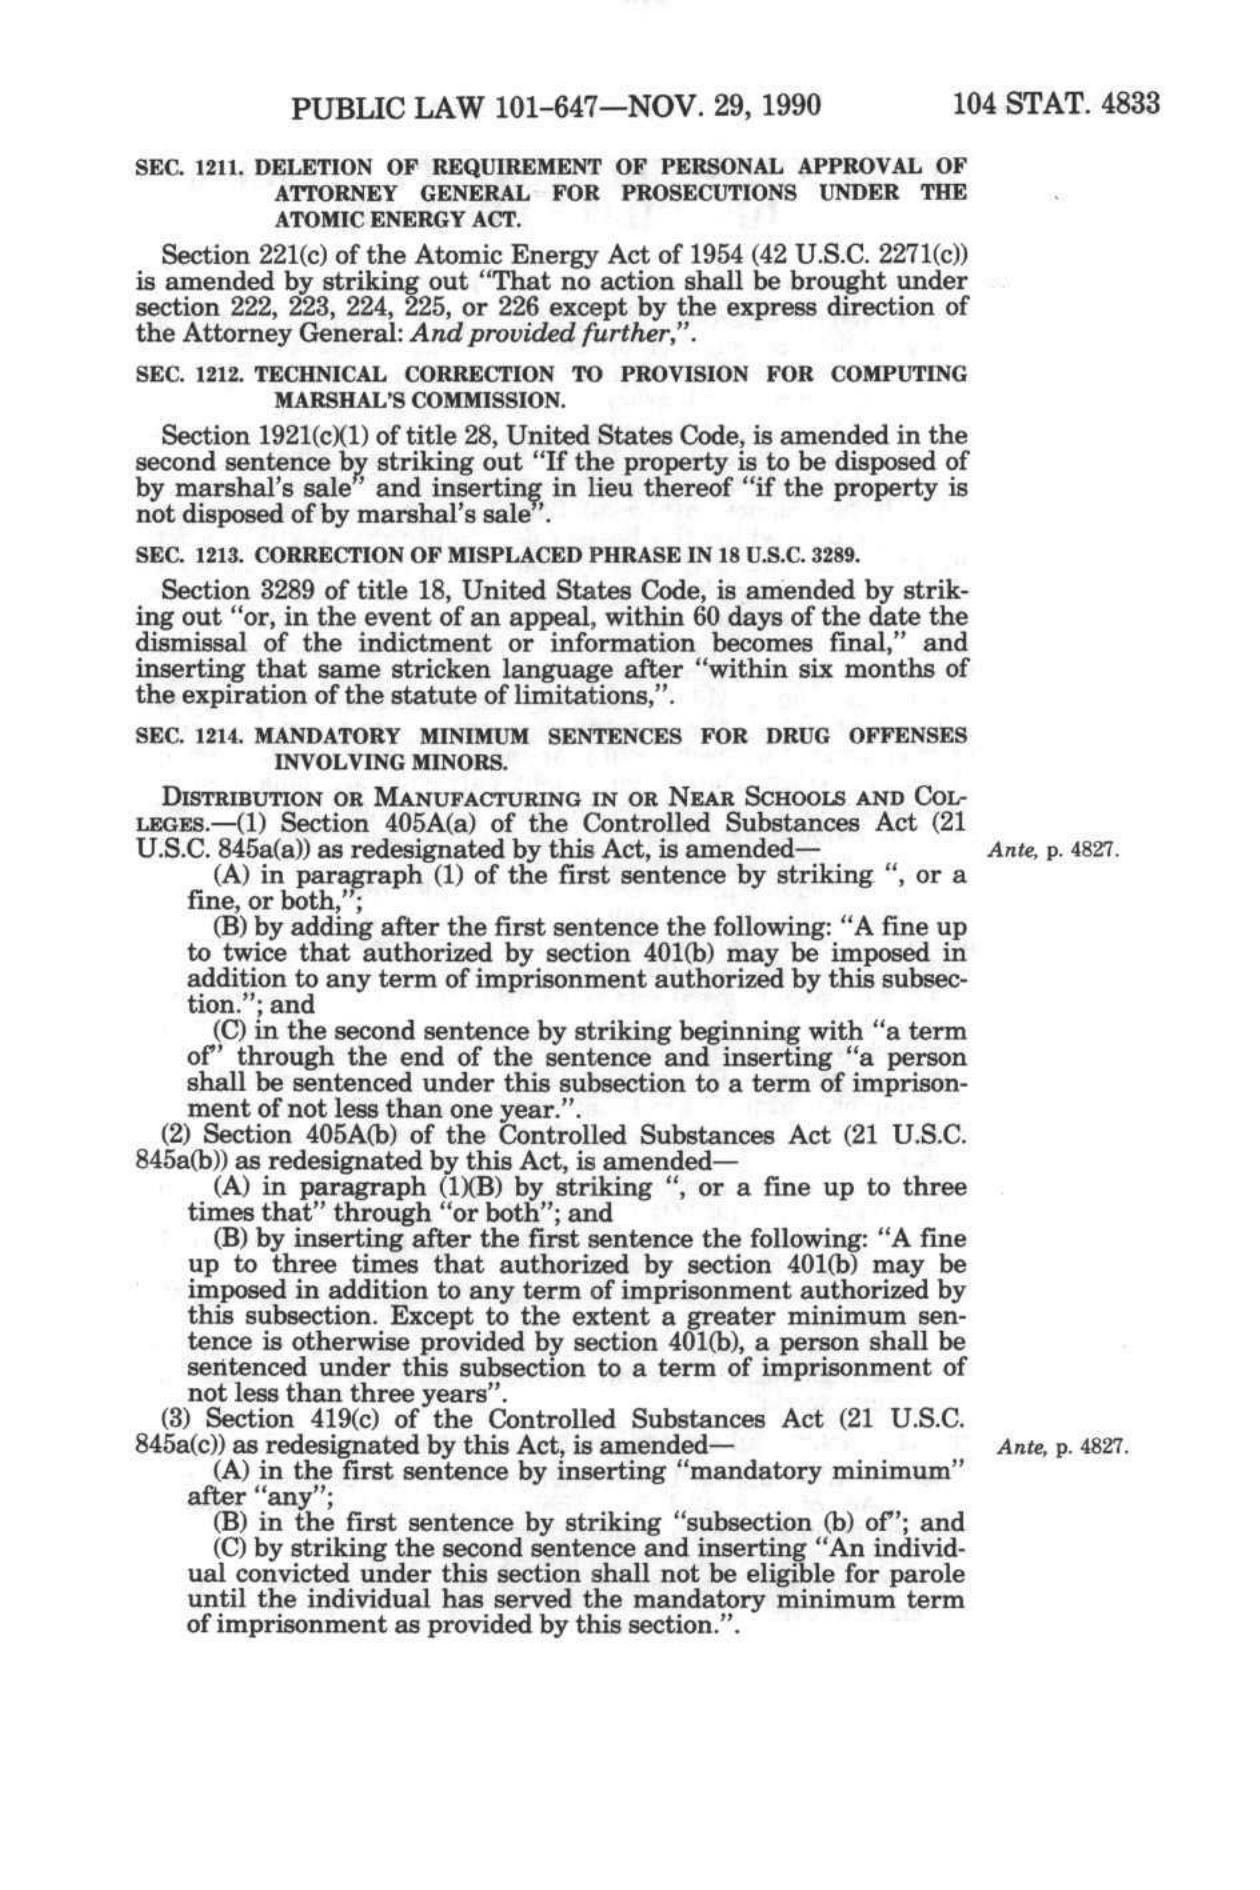 PUBLIC LAW 101–647—NOV. 29, 1990 104 STAT. 4833
SEC. 1211. DELETION OF REQUIREMENT OF PERSONAL APPROVAL OF
ATTORNEY GENERAL FOR PROSECUTIONS UNDER THE
ATOMIC ENERGY ACT.
Section 221(c) of the Atomic Energy Act of 1954 (42 U.S.C. 2271(c))
is amended by striking out “That no action shall be brought under
section 222, 223, 224, 225, or 226 except by the express direction of
the Attorney General: And provided further,”.
SEC. 1212. TECHNICAL CORRECTION TO PROVISION FOR COMPUTING
MARSHAL'S COMMISSION.
Section 1921(c)(1) of title 28, United States Code, is amended in the
second sentence by striking out “If the property is to be disposed of
by marshal's sale” and inserting in lieu thereof “if the property is
not disposed of by marshal's sale”.
SEC. 1213. CORRECTION OF MISPLACED PHRASE IN 18 U.S.C. 3289.
Section 3289 of title 18, United States Code, is amended by strik-
ing out “or, in the event of an appeal, within 60 days of the date the
dismissal of the indictment or information becomes final,” and
inserting that same stricken language after “within six months of
the expiration of the statute of limitations,”.
SEC. 1214. MANDATORY MINIMUM SENTENCES FOR DRUG OFFENSES
INVOLVING MINORS.
DISTRIBUTION OR MANUFACTURING IN OR NEAR SCHOOLS AND COL-
LEGES.—(1) Section 405A(a) of the Controlled Substances Act (21
U.S.C. 845a(a)) as redesignated by this Act, is amended— Ante, p. 4827.
(A) in paragraph (1) of the first sentence by striking “, or a
fine, or both,”;
(B) by adding after the first sentence the following: “A fine up
to twice that authorized by section 401(b) may be imposed in
addition to any term of imprisonment authorized by this subsec-
tion.”; and
(C) in the second sentence by striking beginning with “a term
of” through the end of the sentence and inserting “a person
shall be sentenced under this subsection to a term of imprison-
ment of not less than one year.”.
(2) Section 405A(b) of the Controlled Substances Act (21 U.S.C.
845a(b)) as redesignated by this Act, is amended—
(A) in paragraph (1)(B) by striking “, or a fine up to three
times that” through “or both”; and
(B) by inserting after the first sentence the following: “A fine
up to three times that authorized by section 401(b) may be
imposed in addition to any term of imprisonment authorized by
this subsection. Except to the extent a greater minimum sen-
tence is otherwise provided by section 401(b), a person shall be
sentenced under this subsection to a term of imprisonment of
not less than three years”.
(3) Section 419(c) of the Controlled Substances Act (21 U.S.C.
845a(c)) as redesignated by this Act, is amended— Ante, p. 4827.
(A) in the first sentence by inserting “mandatory minimum”
after “any”;
(B) in the first sentence by striking “subsection (b) of”; and
(C) by striking the second sentence and inserting “An individ-
ual convicted under this section shall not be eligible for parole
until the individual has served the mandatory minimum term
of imprisonment as provided by this section.”.